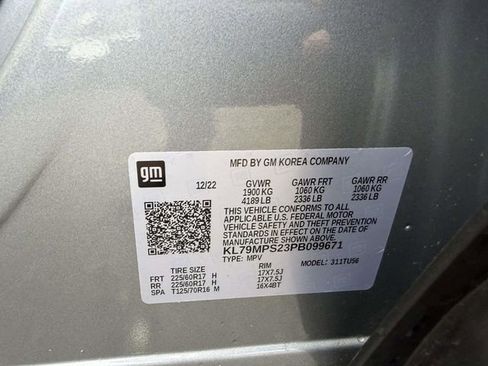 gm
MFD BY GM KOREA COMPANY
12/22 GVWR GAWR FRT GAWR RR
1900 KG 1060 KG 1060 KG
4189 LB 2336 LB 2336 LB
THIS VEHICLE CONFORMS TO ALL
APPLICABLE U.S. FEDERAL MOTOR
VEHICLE SAFETY AND THEFT PREVENTION
STANDARDS IN EFFECT ON THE DATE OF
MANUFACTURE SHOWN ABOVE.
KL79MPS23PB099671
TYPE: MPV MODEL: 311TU56
TIRE SIZE RIM
FRT 225/60R17 H 17X7.5J
RR 225/60R17 H 17X7.5J
SPA T125/70R16 M 16X4BT